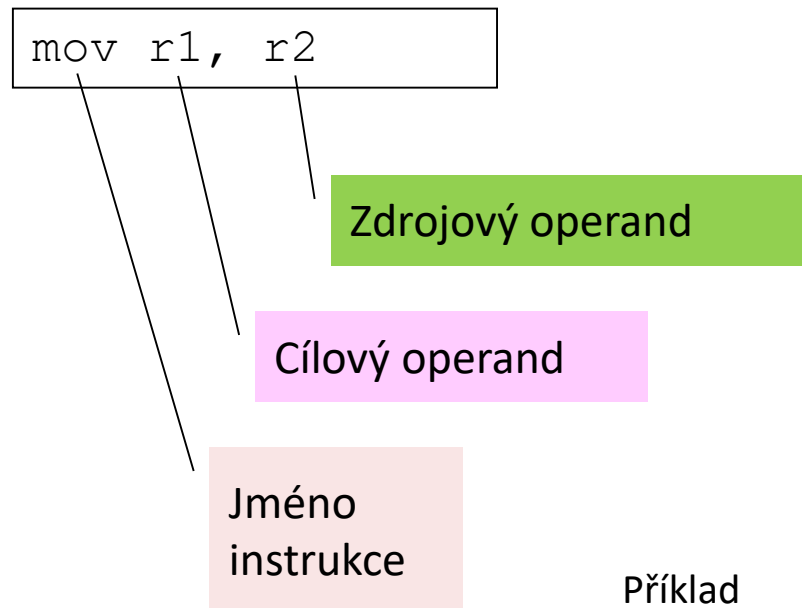 mov r1, r2
Zdrojový operand
Cílový operand
Jméno
instrukce
Příklad